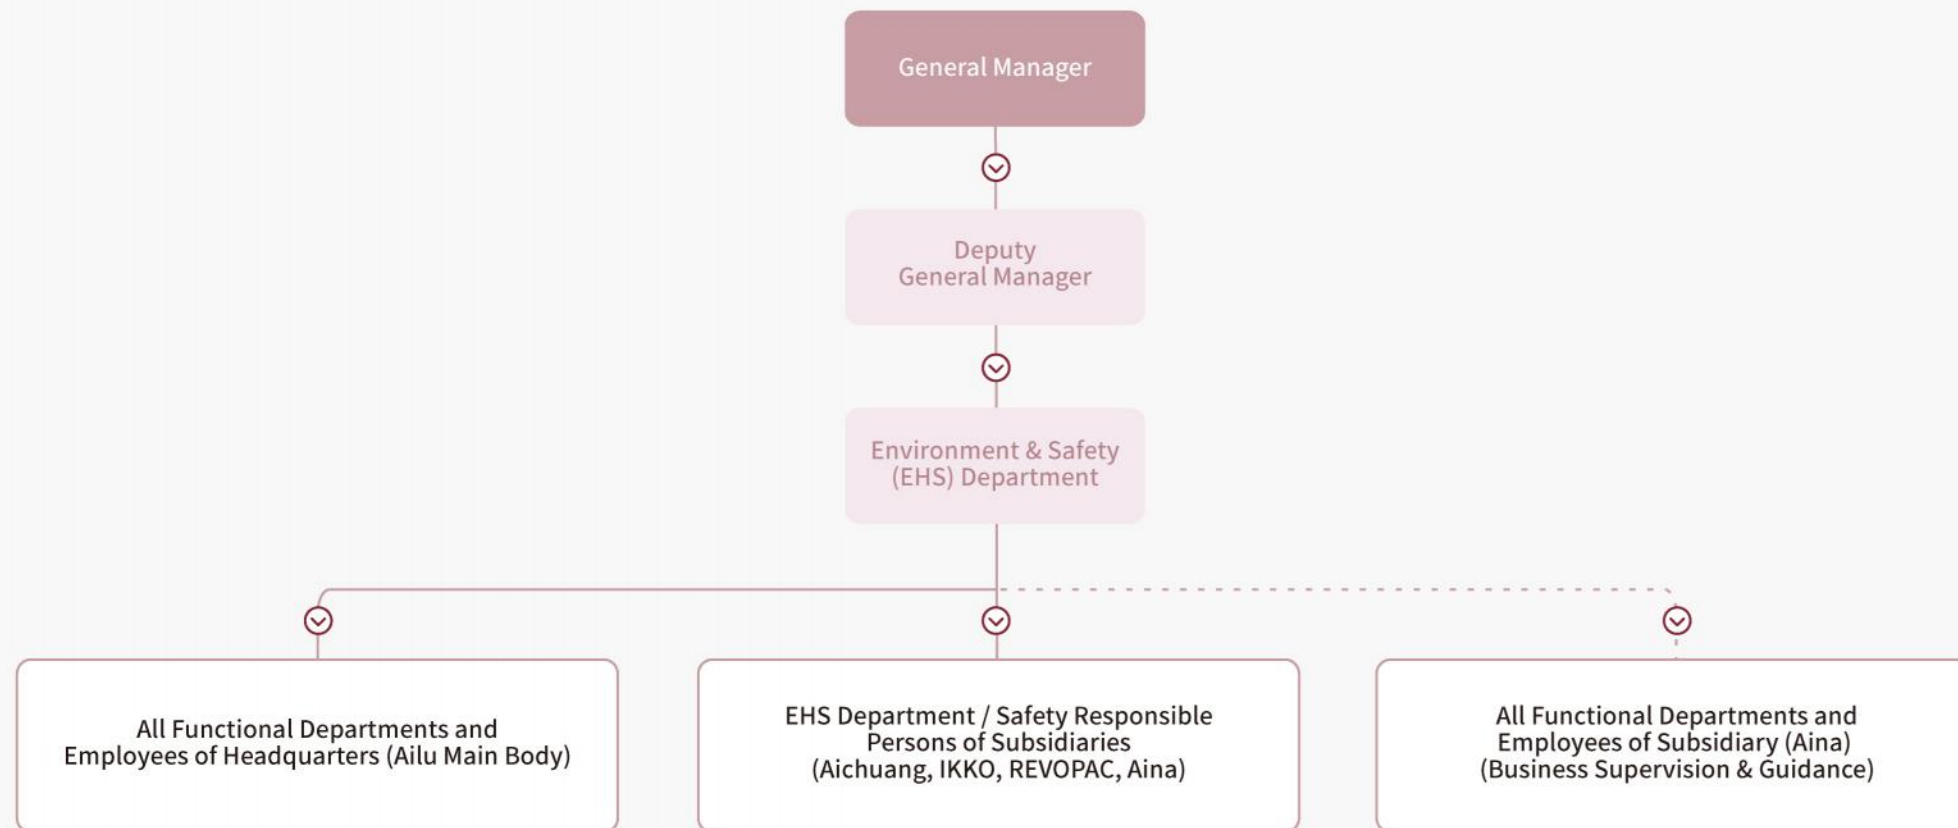 General Manager
Deputy
General Manager
Environment & Safety
(EHS) Department
All Functional Departments and
Employees of Headquarters (Ailu Main Body)
EHS Department / Safety Responsible
Persons of Subsidiaries
(Aichuang, IKKO, REVOPAC, Aina)
All Functional Departments and
Employees of Subsidiary (Aina)
(Business Supervision & Guidance)